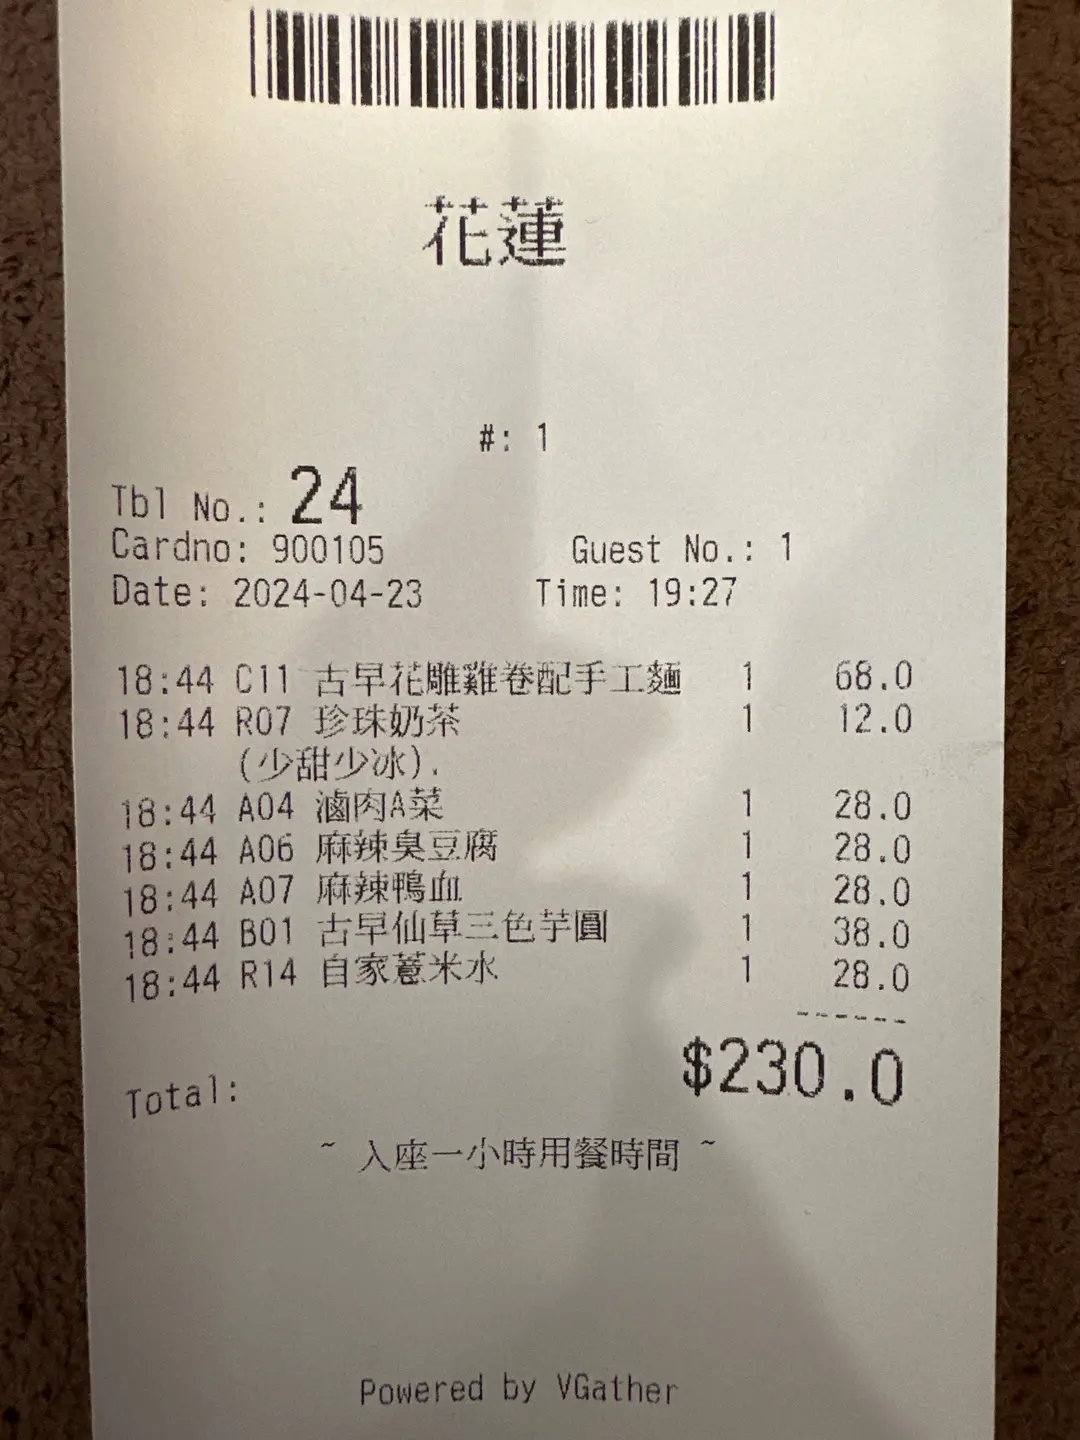 花蓮
#: 1
Tbl No.: 24
Cardno: 900105 Guest No.: 1
Date: 2024-04-23 Time: 19:27
18:44 C11 古早花雕雞卷配手工麵 1 68.0
18:44 R07 珍珠奶茶 1 12.0
(少甜少冰).
18:44 A04 滷肉A菜 1 28.0
18:44 A06 麻辣臭豆腐 1 28.0
18:44 A07 麻辣鴨血 1 28.0
18:44 B01 古早仙草三色芋圓 1 38.0
18:44 R14 自家薏米水 1 28.0
------
Total: $230.0
~ 入座一小時用餐時間 ~
Powered by VGather